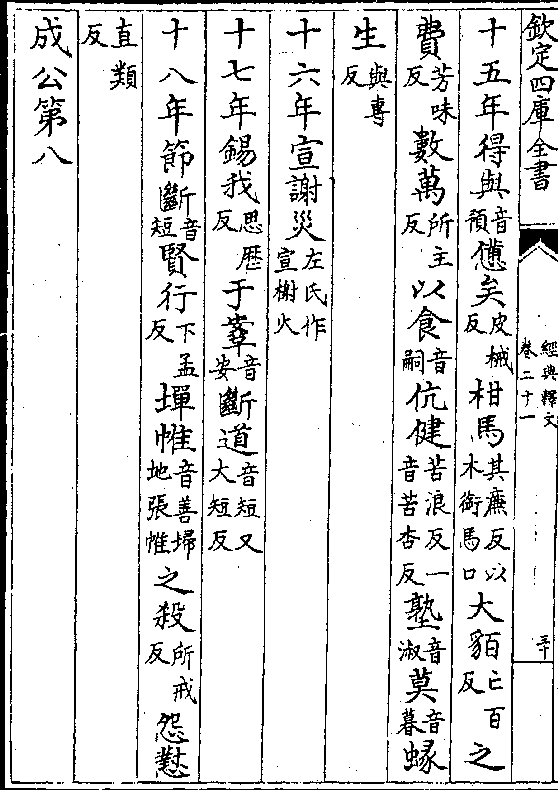 欽定四庫全書
經典釋文
卷二十一
三十
十五年得與音預憊矣皮械反柑馬其廉反以木銜馬口大貊亡百反之
費芳味反數萬所主反以食音嗣伉健苦浪反一音苦杏反塾音淑莫音暮蝝
生與專反
十六年宣謝災左氏作宣榭火
十七年錫我思歴反于䡬音安斷道音短又大短反
十八年節斷音短賢行下孟反墠帷音善埽地張帷之殺所戒反怨懟
直類反
成公第八